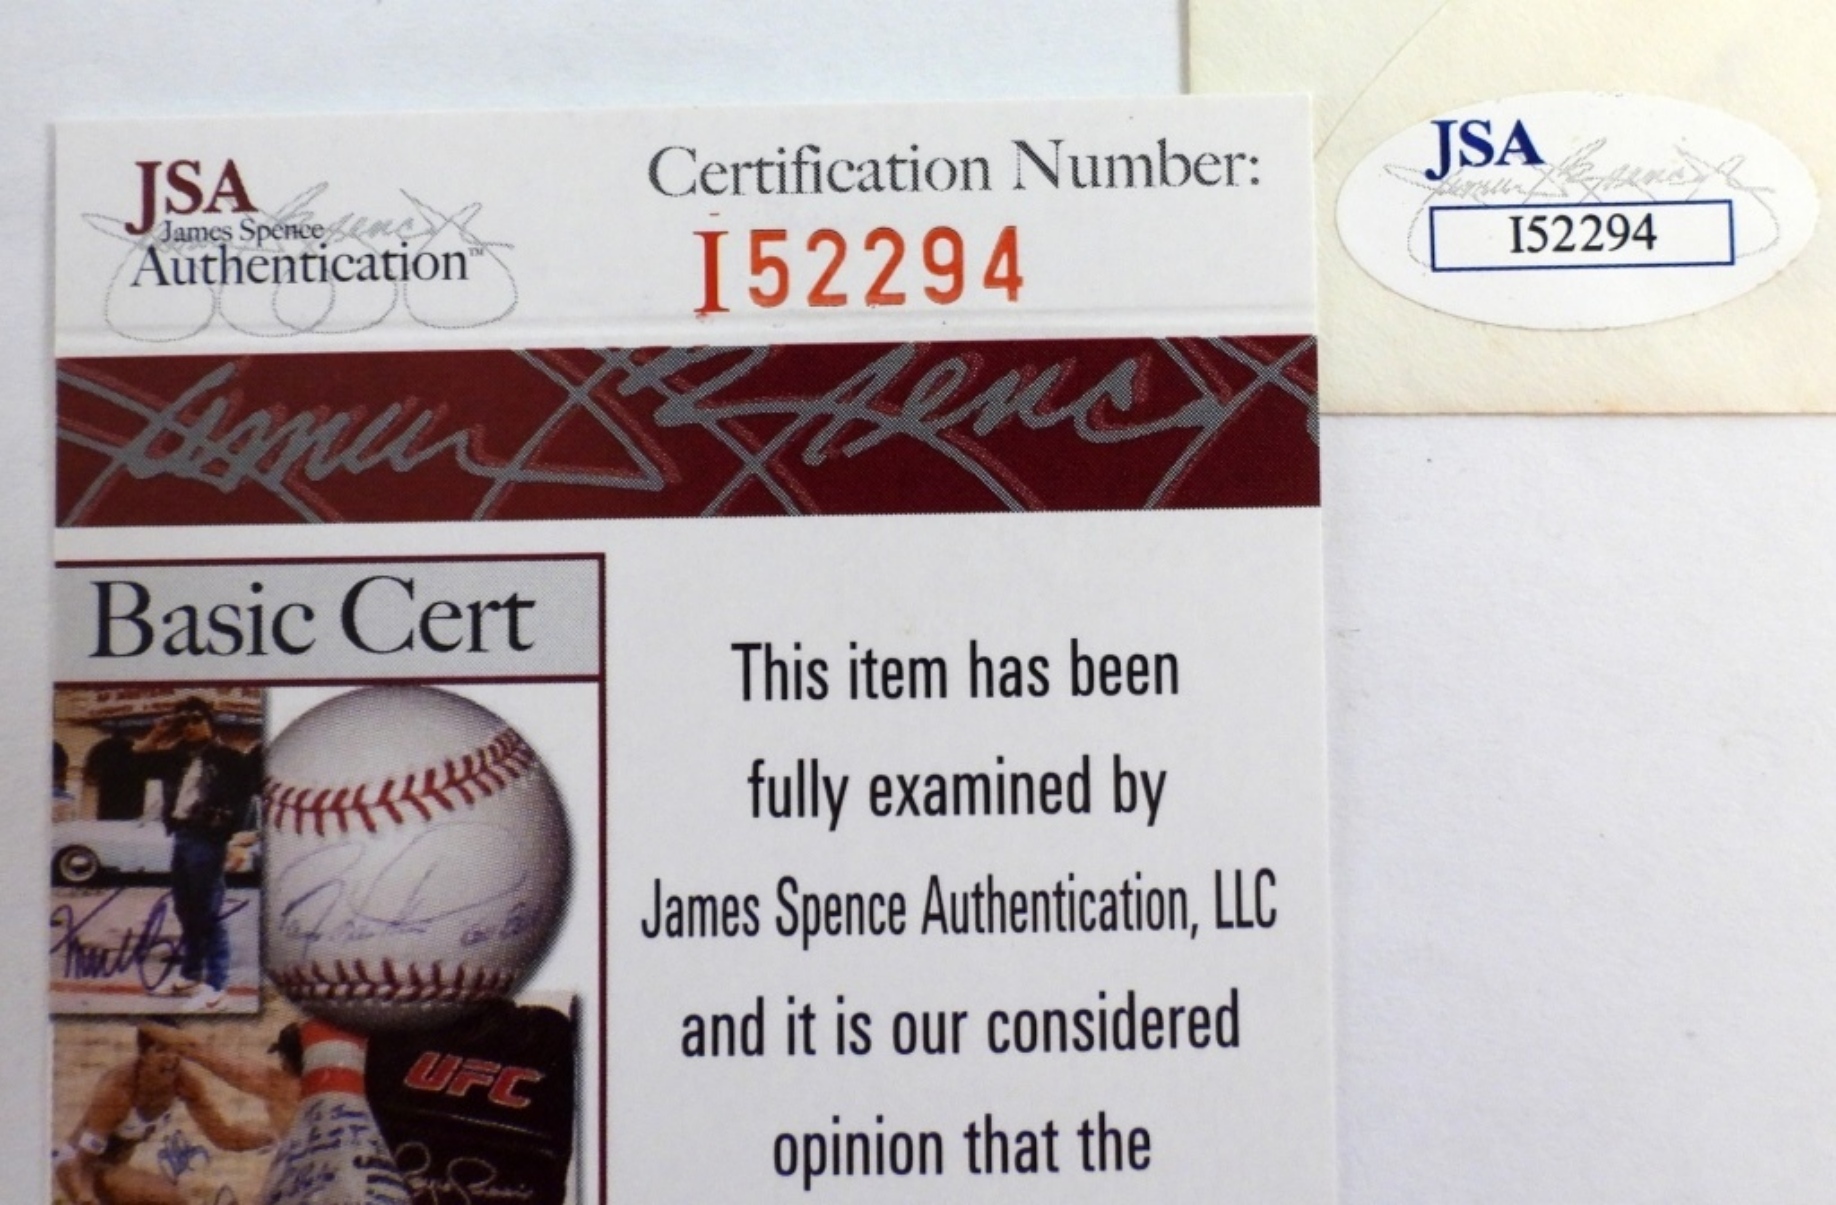 JSA
James Spence
Authentication™
Certification Number:
I52294
JSA
I52294
Basic Cert
This item has been
fully examined by
James Spence Authentication, LLC
and it is our considered
opinion that the
UFC